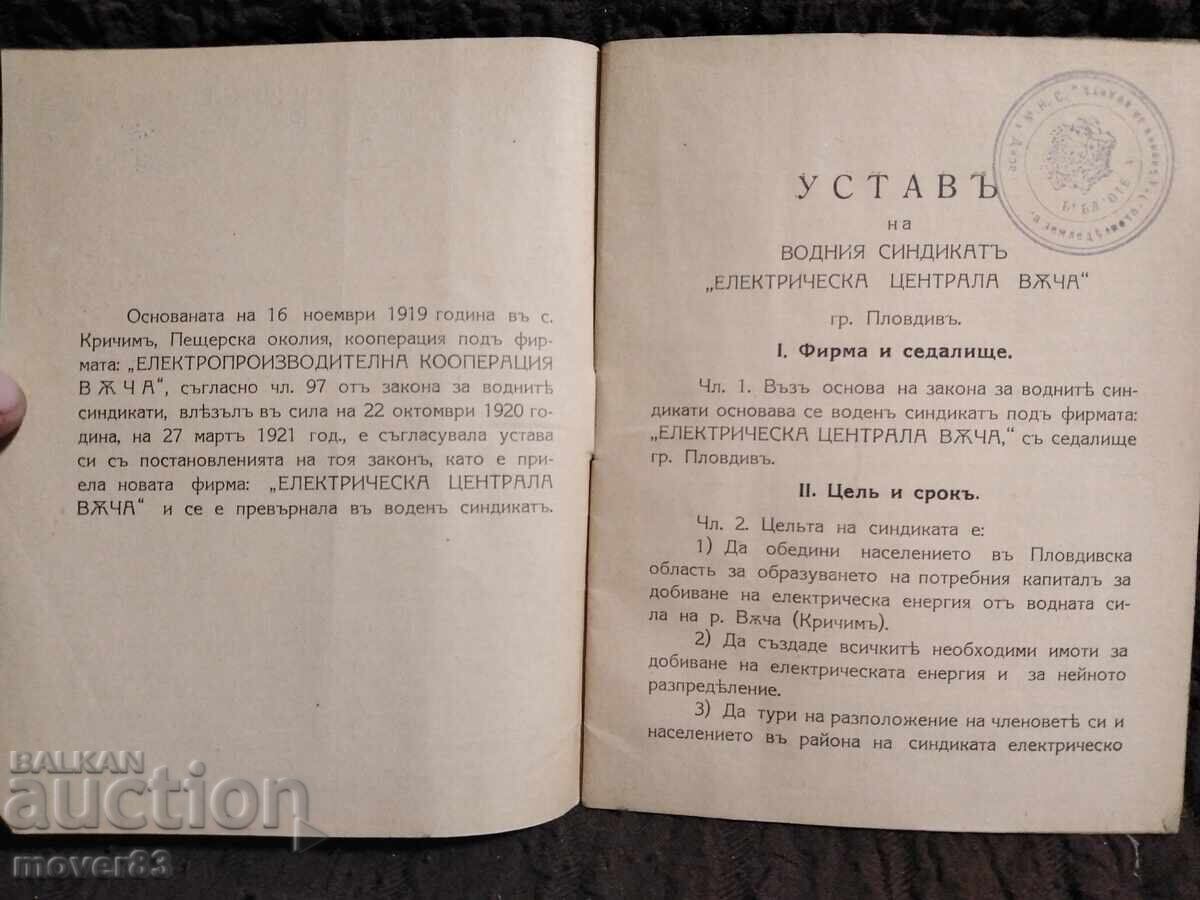 Основаната на 16 ноември 1919 година въ с.
Кричимъ, Пещерска околия, кооперация подъ фир-
мата: „ЕЛЕКТРОПРОИЗВОДИТЕЛНА КООПЕРАЦИЯ
ВѪЧА“, съгласно чл. 97 отъ закона за воднитѣ
синдикати, влѣзълъ въ сила на 22 октомври 1920 го-
дина, на 27 мартъ 1921 год., е съгласувала устава
си съ постановленията на тоя законъ, като е при-
ела новата фирма: „ЕЛЕКТРИЧЕСКА ЦЕНТРАЛА
ВѪЧА“ и се е превърнала въ воденъ синдикатъ.
УСТАВЪ
на
ВОДНИЯ СИНДИКАТЪ
„ЕЛЕКТРИЧЕСКА ЦЕНТРАЛА ВѪЧА“
гр. Пловдивъ.
I. Фирма и седалище.
Чл. 1. Възъ основа на закона за воднитѣ син-
дикати основава се воденъ синдикатъ подъ фирмата:
„ЕЛЕКТРИЧЕСКА ЦЕНТРАЛА ВѪЧА,“ съ седалище
гр. Пловдивъ.
II. Цель и срокъ.
Чл. 2. Цельта на синдиката е:
1) Да обедини населението въ Пловдивска
область за образуването на потребния капиталъ за
добиване на електрическа енергия отъ водната си-
ла на р. Вѫча (Кричимъ).
2) Да създаде всичкитѣ необходими имоти за
добиване на електрическата енергия и за нейното
разпредѣление.
3) Да тури на разположение на членоветѣ си и
населението въ района на синдиката електрическо
BALKAN
auction
mover83